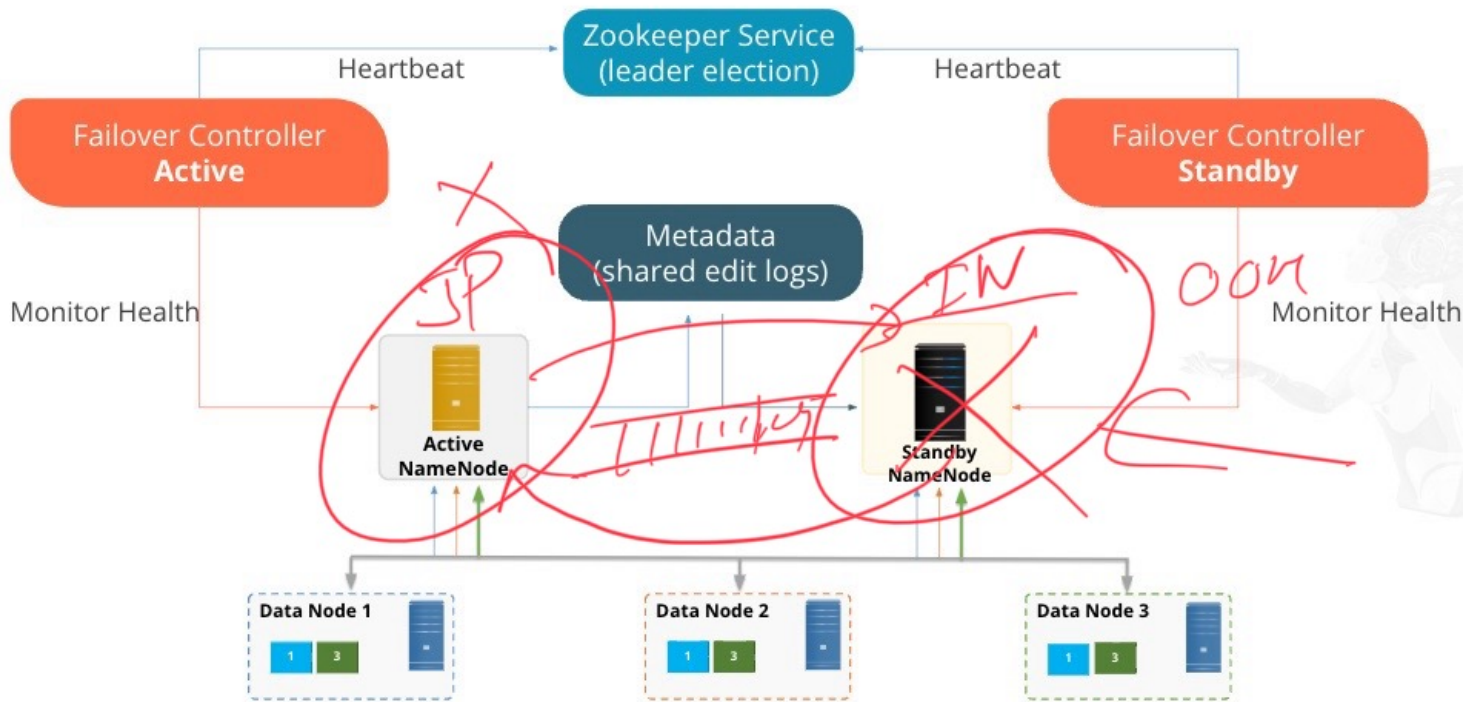 Zookeeper Service
(leader election)
Heartbeat
Heartbeat
Failover Controller
Active
Failover Controller
Standby
Metadata
(shared edit logs)
JP
IN
Monitor Health
Monitor Health
Active
NameNode
Standby
NameNode
Data Node 1
Data Node 2
Data Node 3
1
3
1
3
1
3